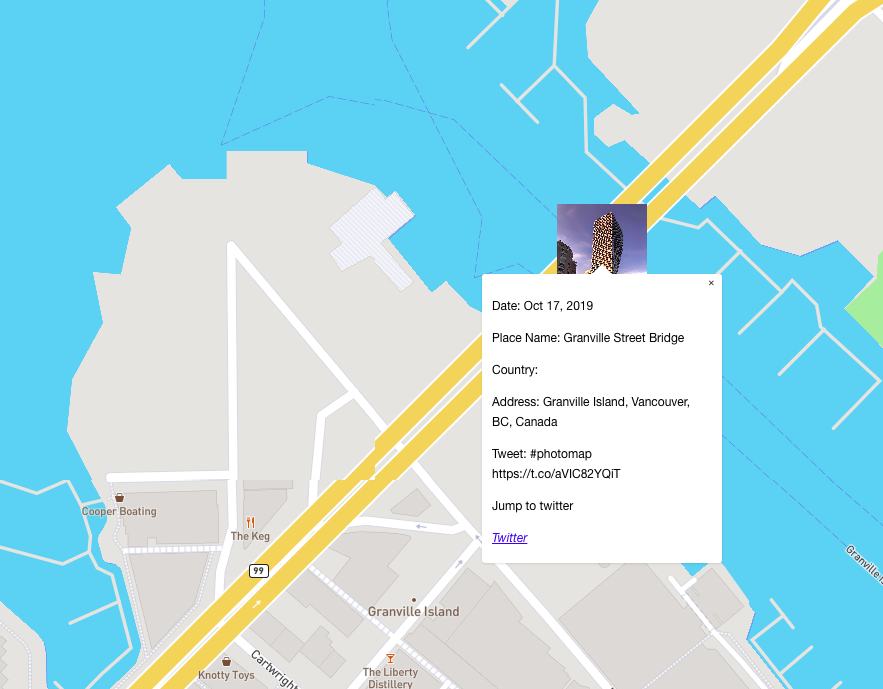 ×
Date: Oct 17, 2019
Place Name: Granville Street Bridge
Country:
Address: Granville Island, Vancouver,
BC, Canada
Tweet: #photomap
https://t.co/aVlC82YQiT
Jump to twitter
Twitter
Cooper Boating
The Keg
99
Granville Island
Granville
Knotty Toys
Cartwright
The Liberty
Distillery